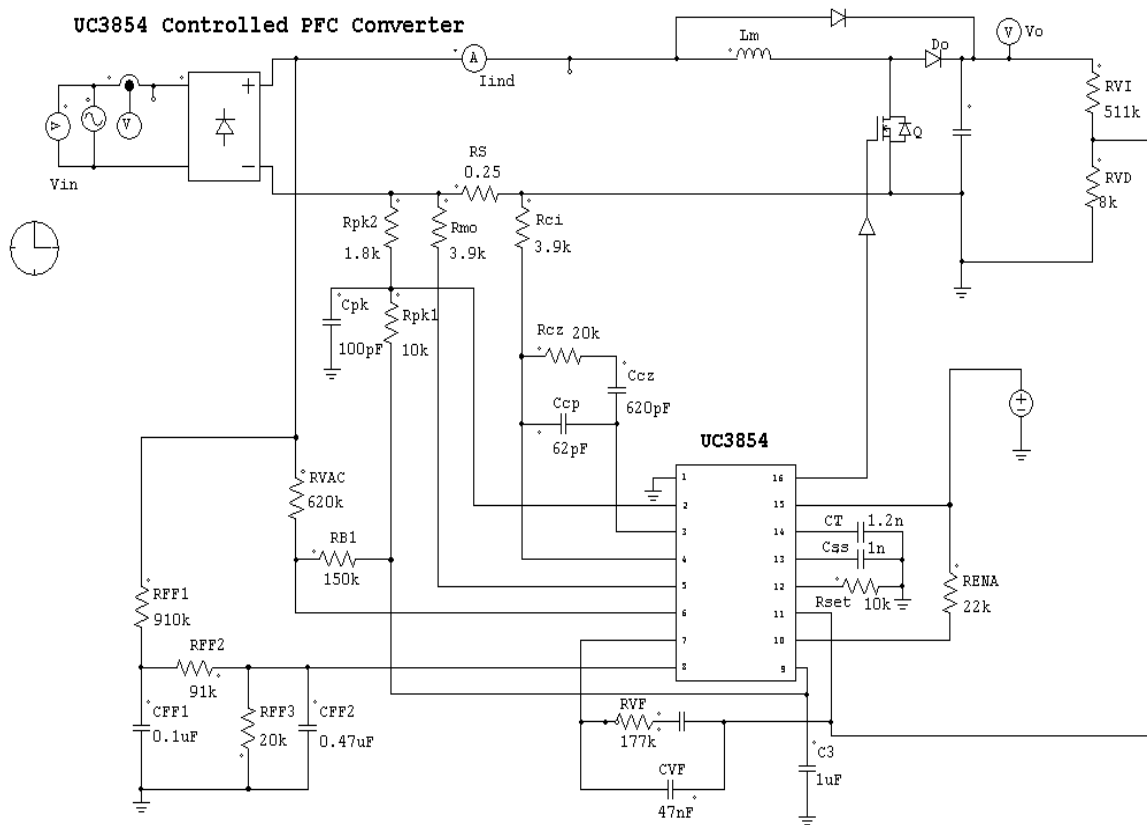 UC3854 Controlled PFC Converter
Lm
Do
V
Vo
A
Iind
RVI
511k
V
V
Vin
Q
RS
0.25
RVD
8k
Rpk2
1.8k
Rmo
3.9k
Rci
3.9k
Cpk
100pF
Rpk1
10k
Rcz 20k
Ccz
620pF
Ccp
62pF
UC3854
RVAC
620k
1
2
3
4
5
6
7
8
16
15
14
13
12
11
10
9
CT
1.2n
Css
1n
Rset
10k
RENA
22k
RB1
150k
RFF1
910k
RFF2
91k
CFF1
0.1uF
RFF3
20k
CFF2
0.47uF
RVF
177k
CVF
47nF
C3
1uF